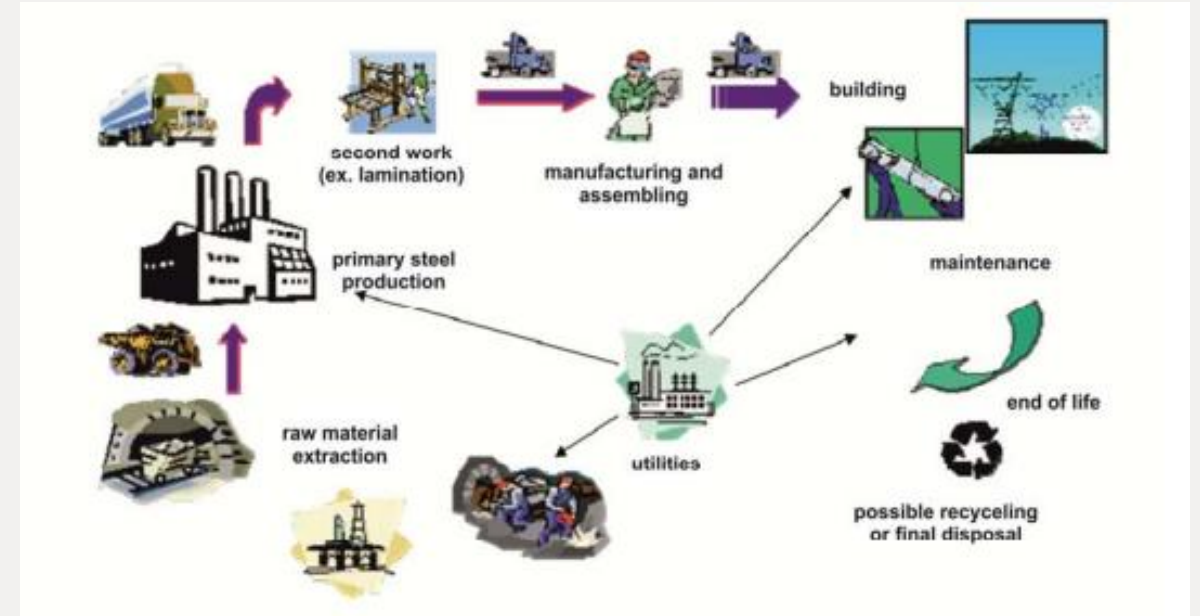 second work
(ex. lamination)
manufacturing and
assembling
building
primary steel
production
maintenance
raw material
extraction
utilities
end of life
possible recyceling
or final disposal